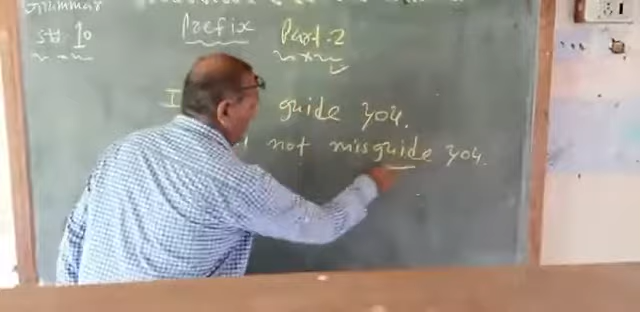 Grammar
Std 10
Prefix Part-2
I guide you.
not misguide you.